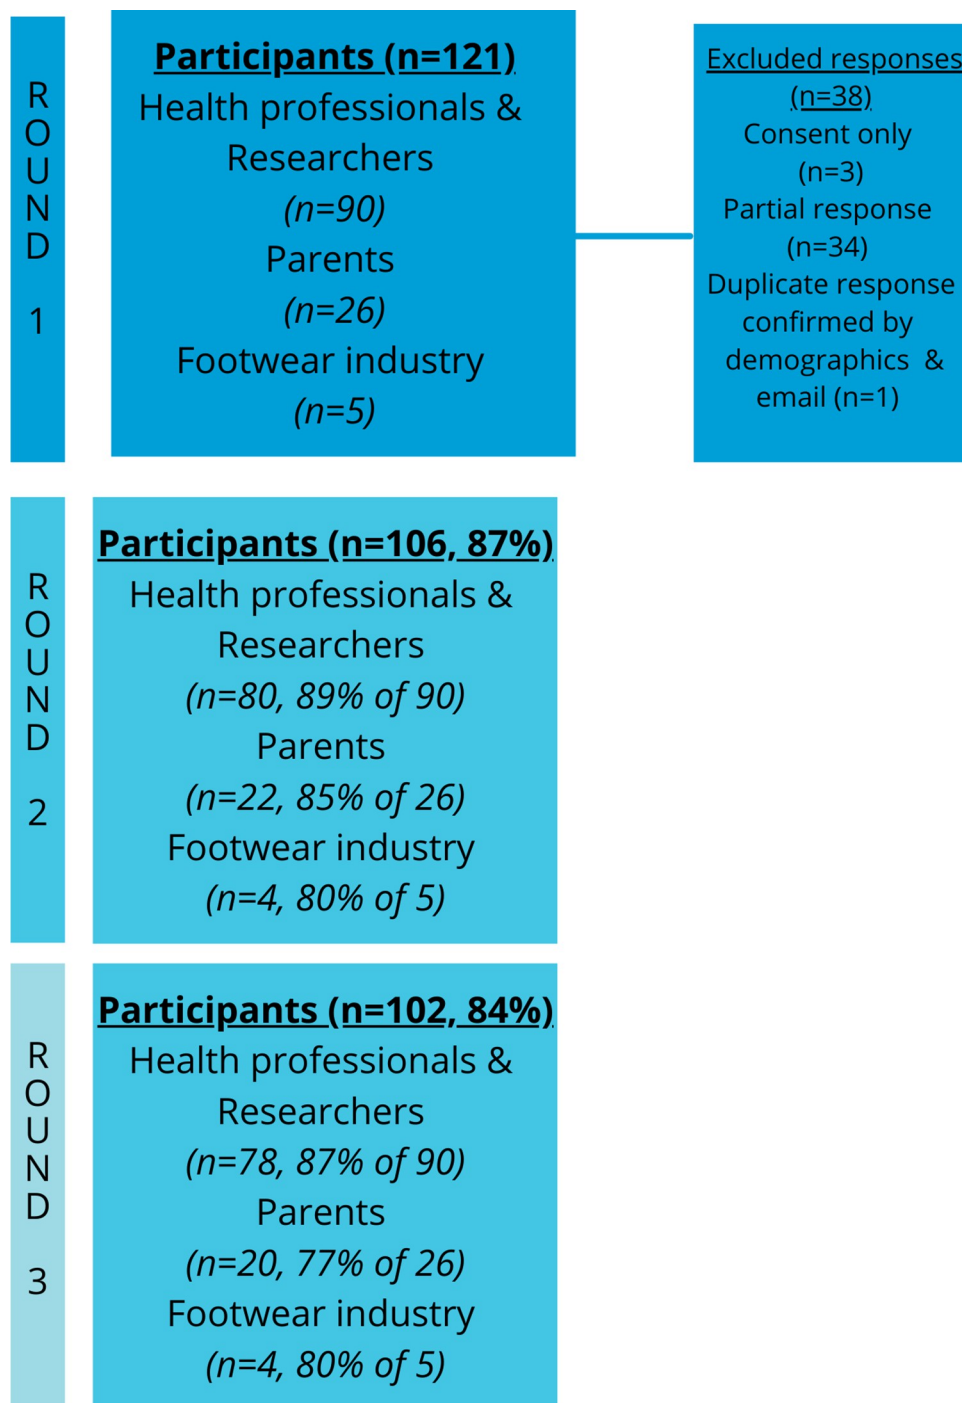 ROUND 1
Participants (n=121)
Health professionals &
Researchers
(n=90)
Parents
(n=26)
Footwear industry
(n=5)
Excluded responses
(n=38)
Consent only
(n=3)
Partial response
(n=34)
Duplicate response
confirmed by
demographics &
email (n=1)
ROUND 2
Participants (n=106, 87%)
Health professionals &
Researchers
(n=80, 89% of 90)
Parents
(n=22, 85% of 26)
Footwear industry
(n=4, 80% of 5)
ROUND 3
Participants (n=102, 84%)
Health professionals &
Researchers
(n=78, 87% of 90)
Parents
(n=20, 77% of 26)
Footwear industry
(n=4, 80% of 5)